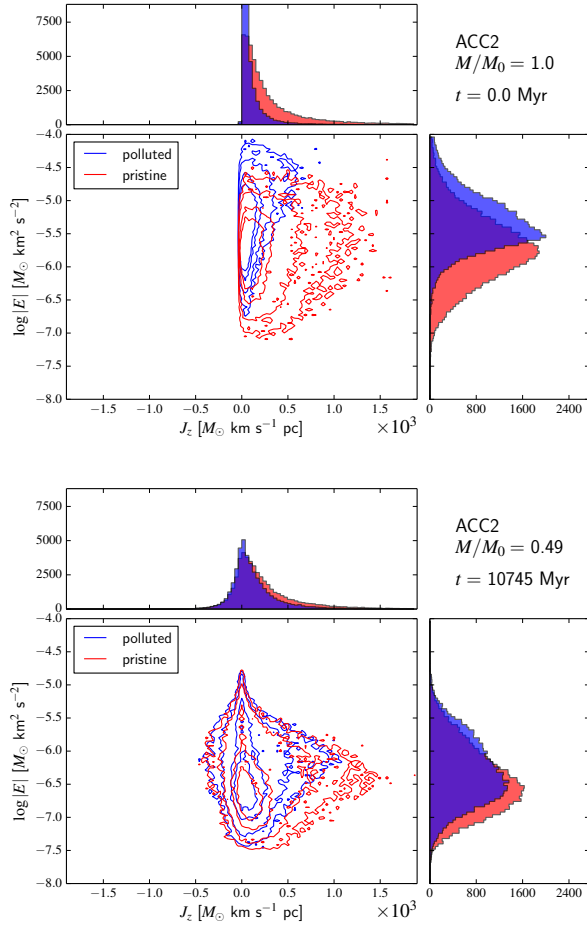 7500
5000
2500
0
ACC2
M/M₀ = 1.0
t = 0.0 Myr
−4.0
−4.5
−5.0
−5.5
−6.0
−6.5
−7.0
−7.5
−8.0
log|E| [M⊙ km² s⁻²]
polluted
pristine
−1.5 −1.0 −0.5 0.0 0.5 1.0 1.5
J_z [M⊙ km s⁻¹ pc] ×10³
0 800 1600 2400
7500
5000
2500
0
ACC2
M/M₀ = 0.49
t = 10745 Myr
−4.0
−4.5
−5.0
−5.5
−6.0
−6.5
−7.0
−7.5
−8.0
log|E| [M⊙ km² s⁻²]
polluted
pristine
−1.5 −1.0 −0.5 0.0 0.5 1.0 1.5
J_z [M⊙ km s⁻¹ pc] ×10³
0 800 1600 2400